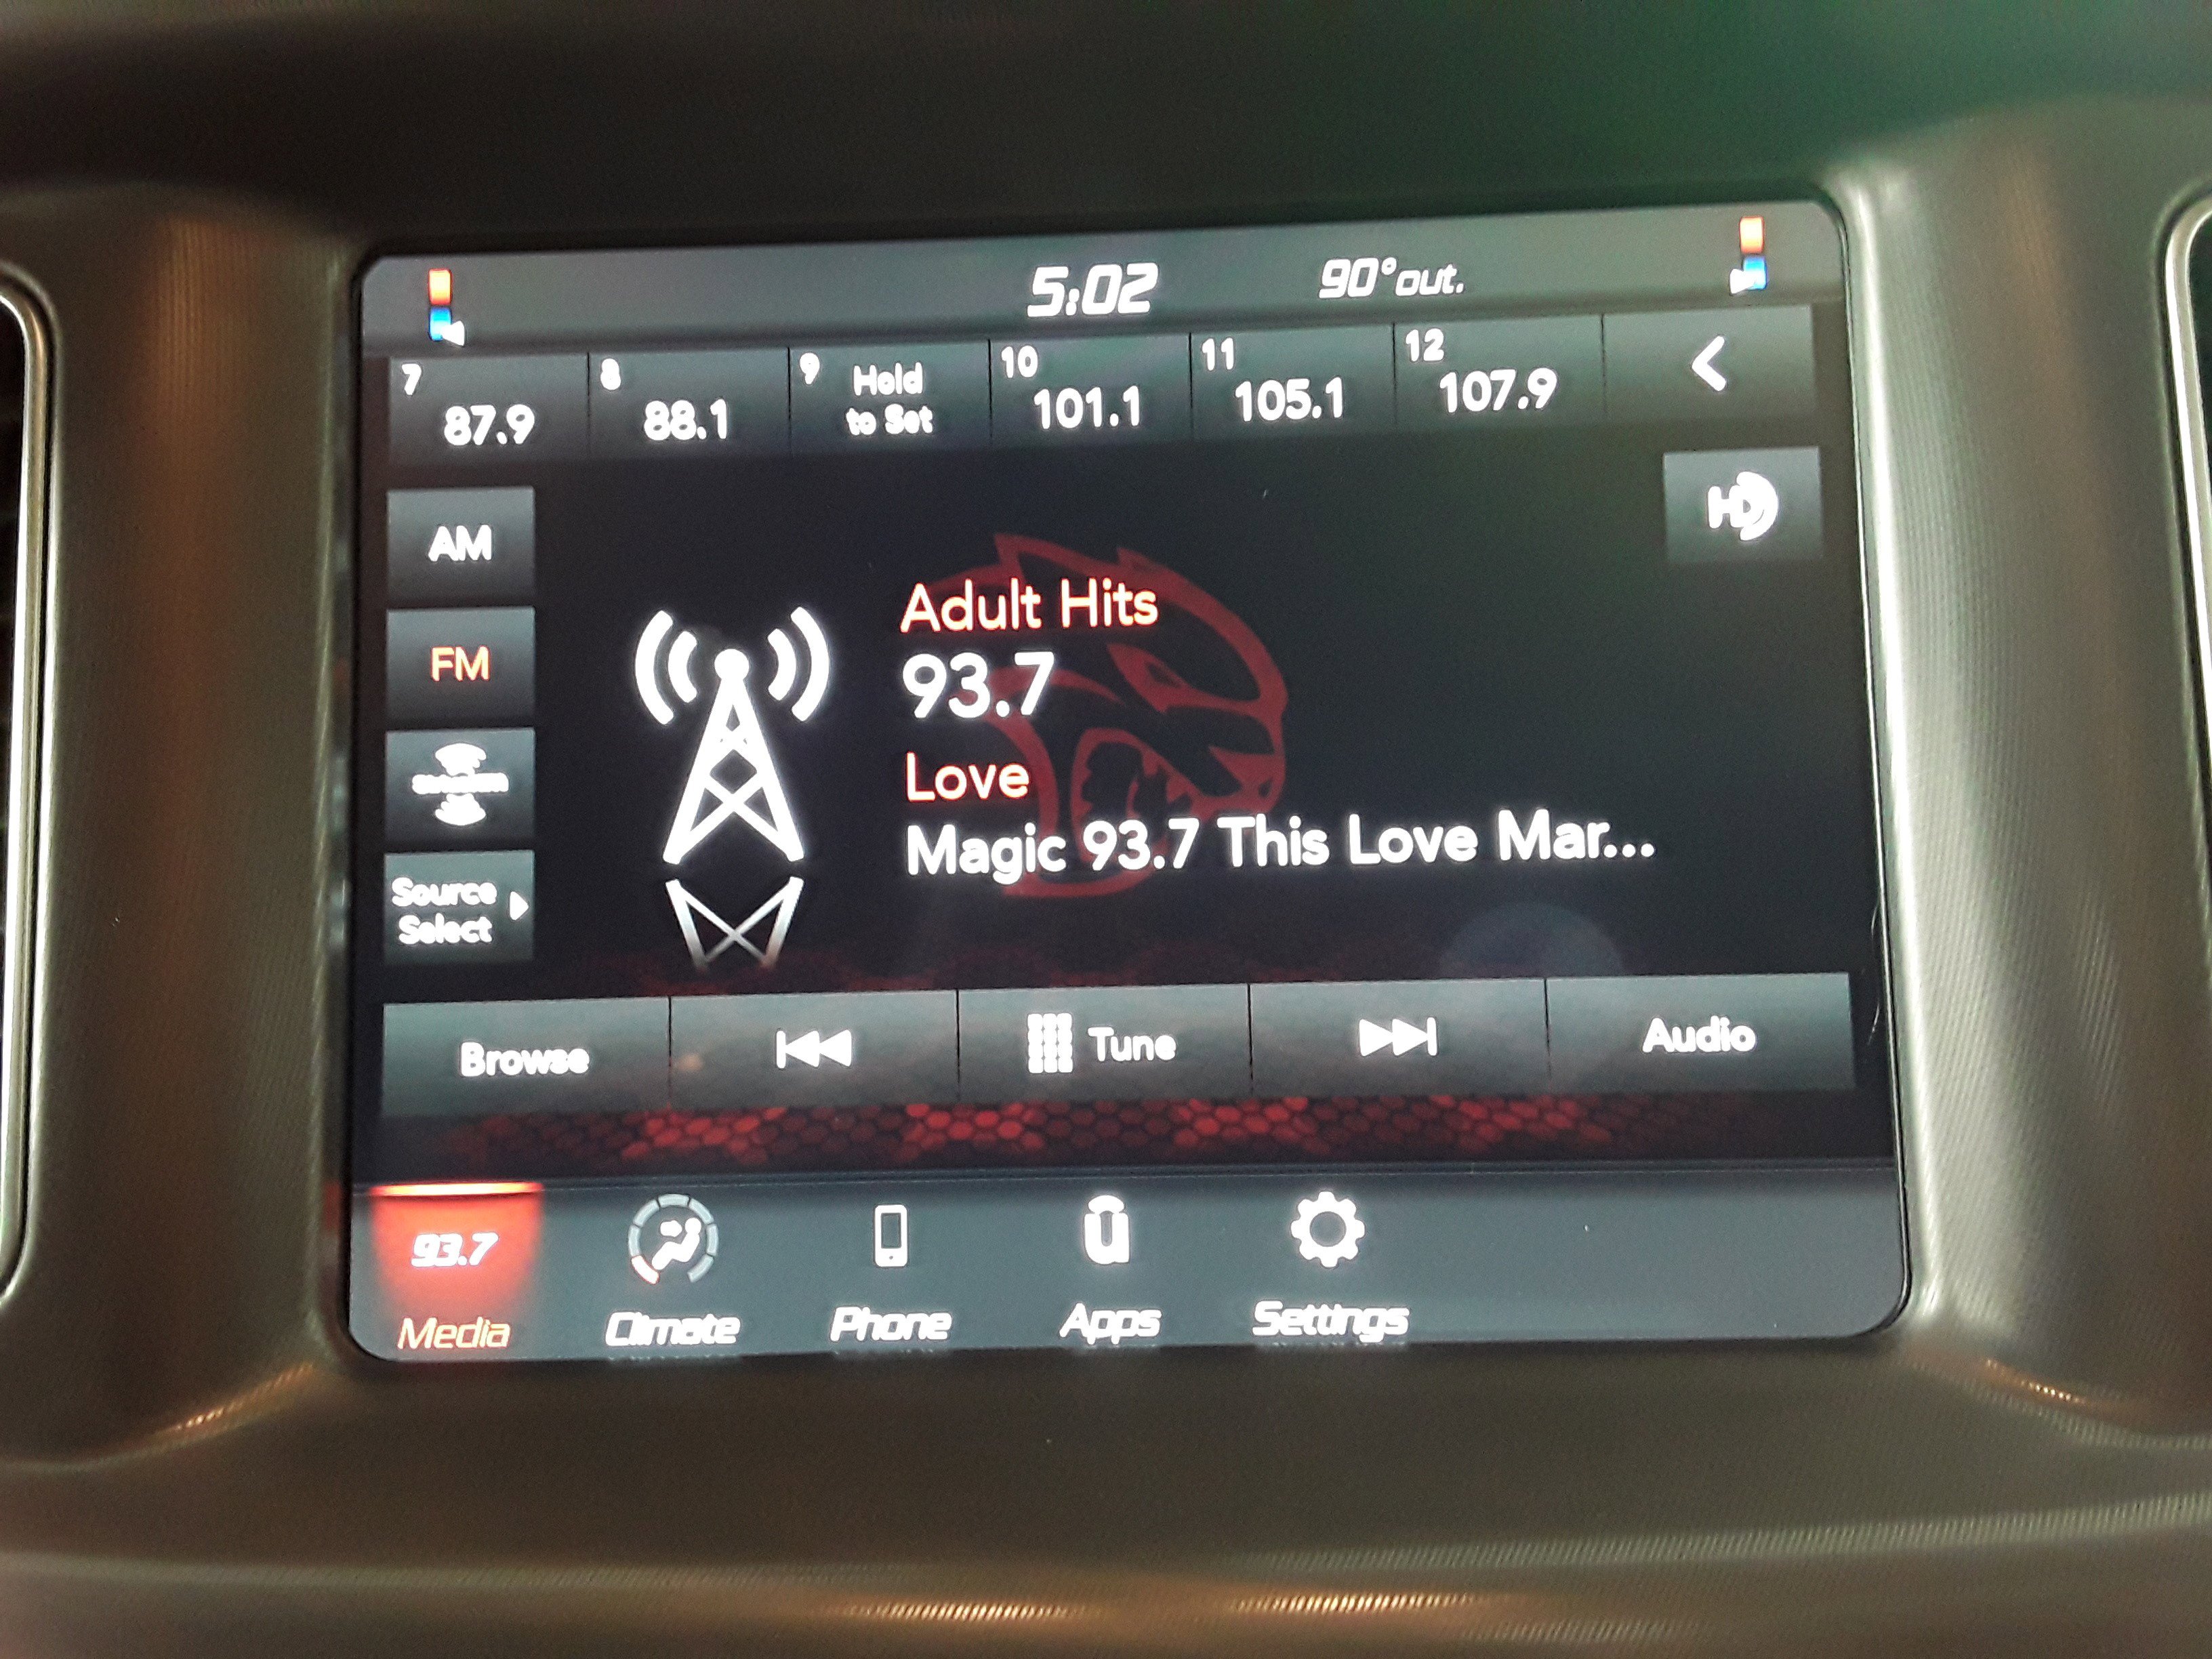 5:02 90° out.
7 87.9
8 88.1
9 Hold
to Set
10 101.1
11 105.1
12 107.9
HD
AM
FM
SiriusXM
Source
Select
Adult Hits
93.7
Love
Magic 93.7 This Love Mar...
Browse
Tune
Audio
93.7
Media
Climate
Phone
Apps
Settings